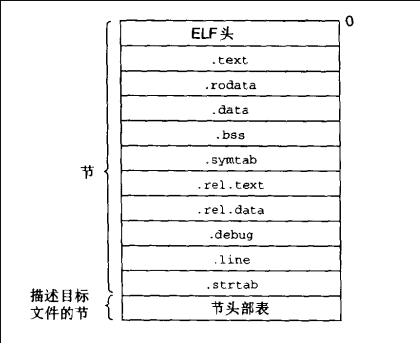 0
ELF头
.text
.rodata
.data
.bss
.symtab
.rel.text
.rel.data
.debug
.line
.strtab
节头部表
节
描述目标
文件的节